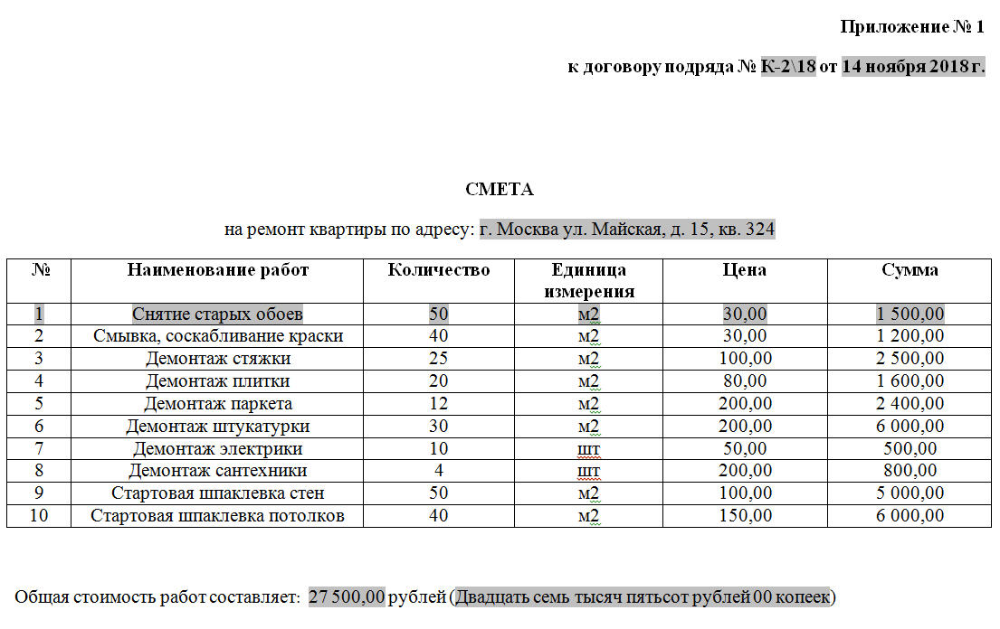 Приложение № 1
к договору подряда № К-2\18 от 14 ноября 2018 г.
СМЕТА
на ремонт квартиры по адресу: г. Москва ул. Майская, д. 15, кв. 324
№ Наименование работ Количество Единица измерения Цена Сумма
1 Снятие старых обоев 50 м2 30,00 1 500,00
2 Смывка, соскабливание краски 40 м2 30,00 1 200,00
3 Демонтаж стяжки 25 м2 100,00 2 500,00
4 Демонтаж плитки 20 м2 80,00 1 600,00
5 Демонтаж паркета 12 м2 200,00 2 400,00
6 Демонтаж штукатурки 30 м2 200,00 6 000,00
7 Демонтаж электрики 10 шт 50,00 500,00
8 Демонтаж сантехники 4 шт 200,00 800,00
9 Стартовая шпаклевка стен 50 м2 100,00 5 000,00
10 Стартовая шпаклевка потолков 40 м2 150,00 6 000,00
Общая стоимость работ составляет: 27 500,00 рублей (Двадцать семь тысяч пятьсот рублей 00 копеек)